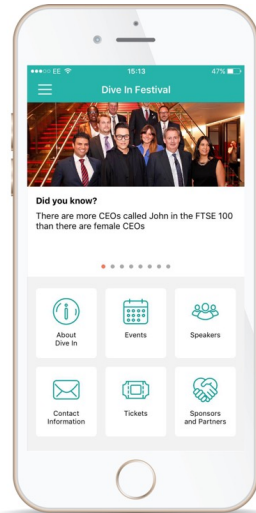 EE 15:13 47%
Dive In Festival
Did you know?
There are more CEOs called John in the FTSE 100
than there are female CEOs
About
Dive In
Events
Speakers
Contact
Information
Tickets
Sponsors
and Partners